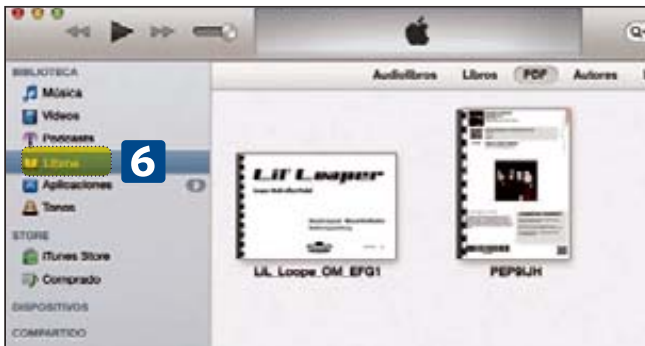 BIBLIOTECA
Música
Vídeos
Podcasts
Libros
6
Aplicaciones
Tonos
STORE
iTunes Store
Comprado
DISPOSITIVOS
COMPARTIDO
Audiolibros Libros PDF Autores
Lil' Looper
LiL_Loope_OM_EFG1
PEP9IJH